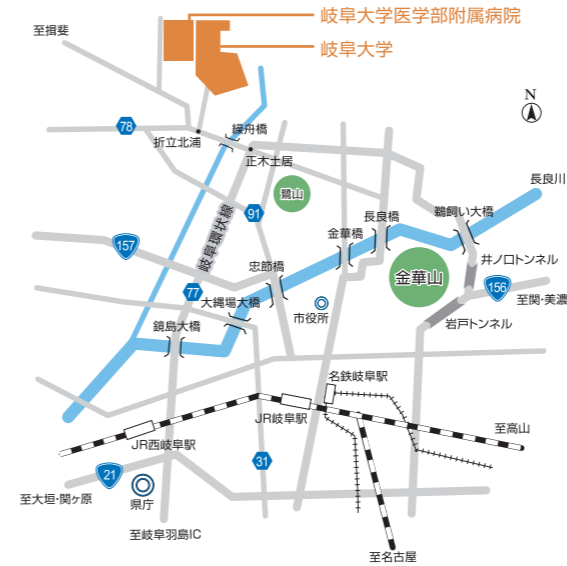 岐阜大学医学部附属病院
至揖斐
岐阜大学
N
78
繰舟橋
折立北浦
正木土居
長良川
鷺山
鵜飼い大橋
91
長良橋
金華橋
岐阜環状線
157
井ノ口トンネル
忠節橋
金華山
77
156
大縄場大橋
至関・美濃
市役所
岩戸トンネル
鏡島大橋
名鉄岐阜駅
JR岐阜駅
至高山
JR西岐阜駅
31
21
至大垣・関ヶ原
県庁
至岐阜羽島IC
至名古屋